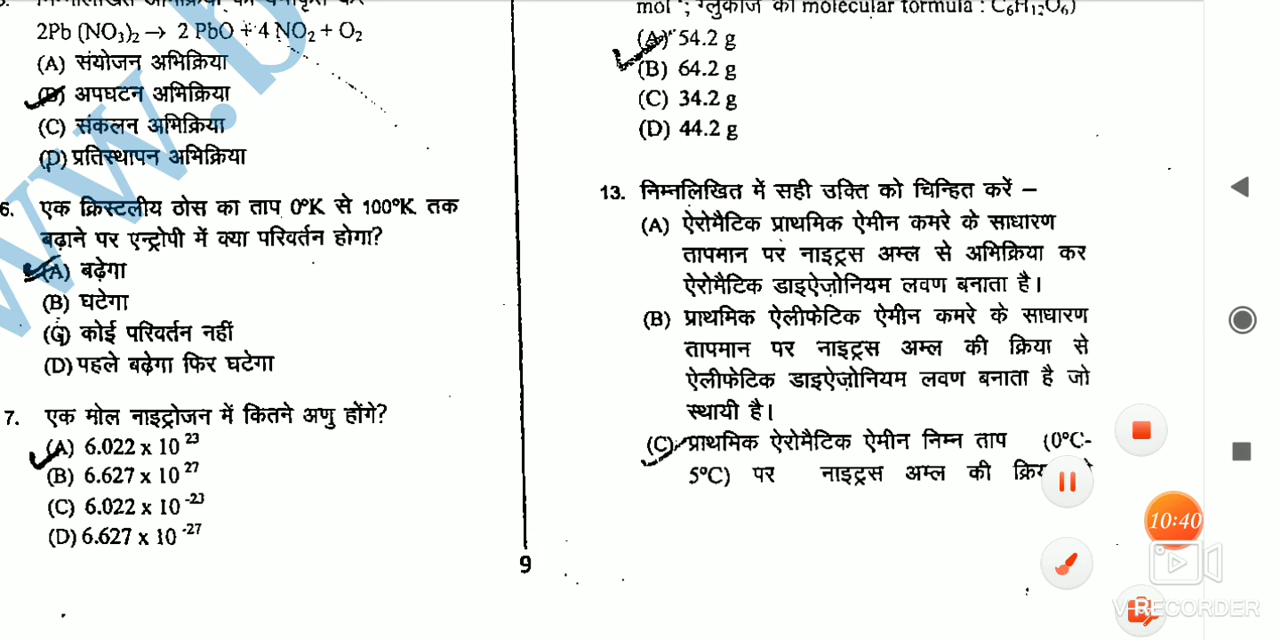 2Pb (NO₃)₂ → 2 PbO + 4 NO₂ + O₂
(A) संयोजन अभिक्रिया
(B) अपघटन अभिक्रिया
(C) संकलन अभिक्रिया
(D) प्रतिस्थापन अभिक्रिया
6. एक क्रिस्टलीय ठोस का ताप 0°K से 100°K तक
बढ़ाने पर एन्ट्रोपी में क्या परिवर्तन होगा?
(A) बढ़ेगा
(B) घटेगा
(C) कोई परिवर्तन नहीं
(D) पहले बढ़ेगा फिर घटेगा
7. एक मोल नाइट्रोजन में कितने अणु होंगे?
(A) 6.022 x 10²³
(B) 6.627 x 10²⁷
(C) 6.022 x 10⁻²³
(D) 6.627 x 10⁻²⁷
9
mol⁻¹; ग्लुकोज का molecular formula : C₆H₁₂O₆)
(A) 54.2 g
(B) 64.2 g
(C) 34.2 g
(D) 44.2 g
13. निम्नलिखित में सही उक्ति को चिन्हित करें –
(A) ऐरोमैटिक प्राथमिक ऐमीन कमरे के साधारण
तापमान पर नाइट्रस अम्ल से अभिक्रिया कर
ऐरोमैटिक डाइऐज़ोनियम लवण बनाता है।
(B) प्राथमिक ऐलीफेटिक ऐमीन कमरे के साधारण
तापमान पर नाइट्रस अम्ल की क्रिया से
ऐलीफेटिक डाइऐज़ोनियम लवण बनाता है जो
स्थायी है।
(C) प्राथमिक ऐरोमैटिक ऐमीन निम्न ताप (0°C-
5°C) पर नाइट्रस अम्ल की
10:40
V-RECORDER
www.b